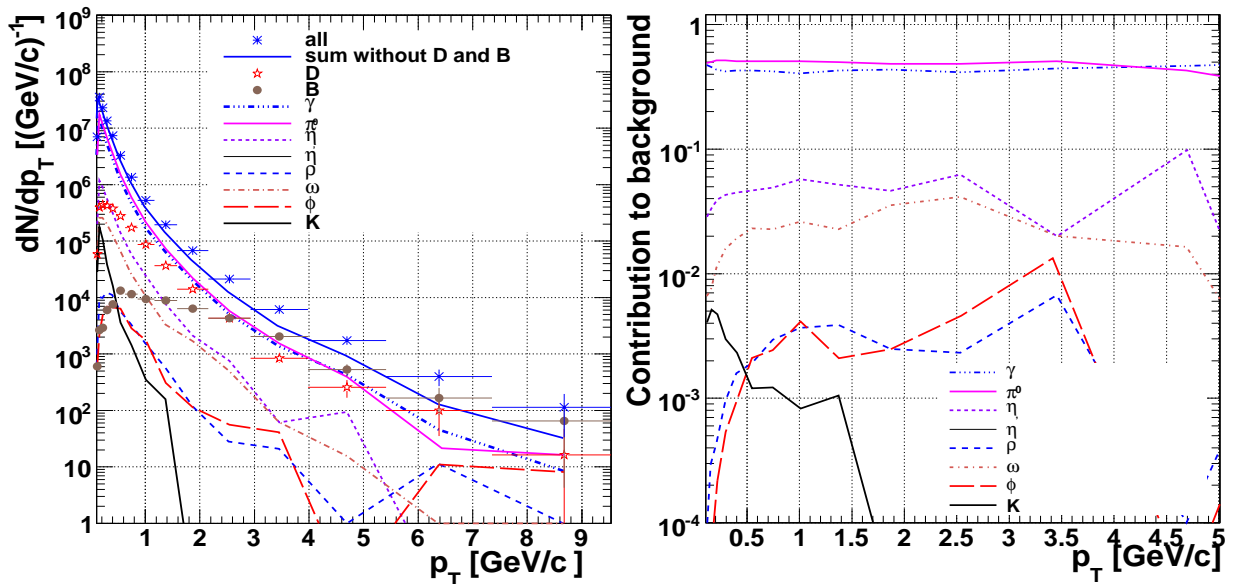 dN/dp_T [(GeV/c)^-1]
10^9
10^8
10^7
10^6
10^5
10^4
10^3
10^2
10
1
all
sum without D and B
D
B
γ
π⁰
η
η
ρ
ω
ϕ
K
1 2 3 4 5 6 7 8 9
p_T [GeV/c]
Contribution to background
1
10^-1
10^-2
10^-3
10^-4
γ
π⁰
η
η
ρ
ω
ϕ
K
0.5 1 1.5 2 2.5 3 3.5 4 4.5 5
p_T [GeV/c]